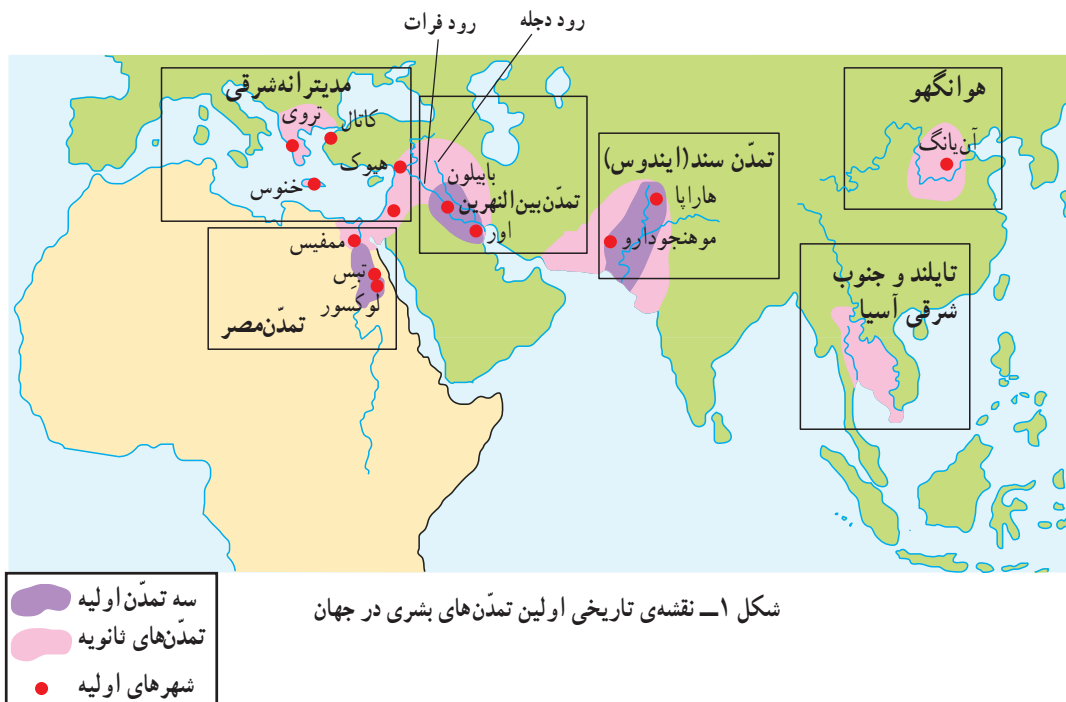 رود دجله
رود فرات
مدیترانه‌شرقی
تروی
کاتال
هیوک
خنوس
بابیلون
تمدّن‌بین‌النهرین
اور
تمدّن سند(ایندوس)
هاراپا
موهنجودارو
هوانگهو
آن‌یانگ
تایلند و جنوب
شرقی آسیا
ممفیس
تبس
لوکسور
تمدّن‌مصر
سه تمدّن اولیه
تمدّن‌های ثانویه
شهرهای اولیه
شکل ۱ــ نقشه‌ی تاریخی اولین تمدّن‌های بشری در جهان